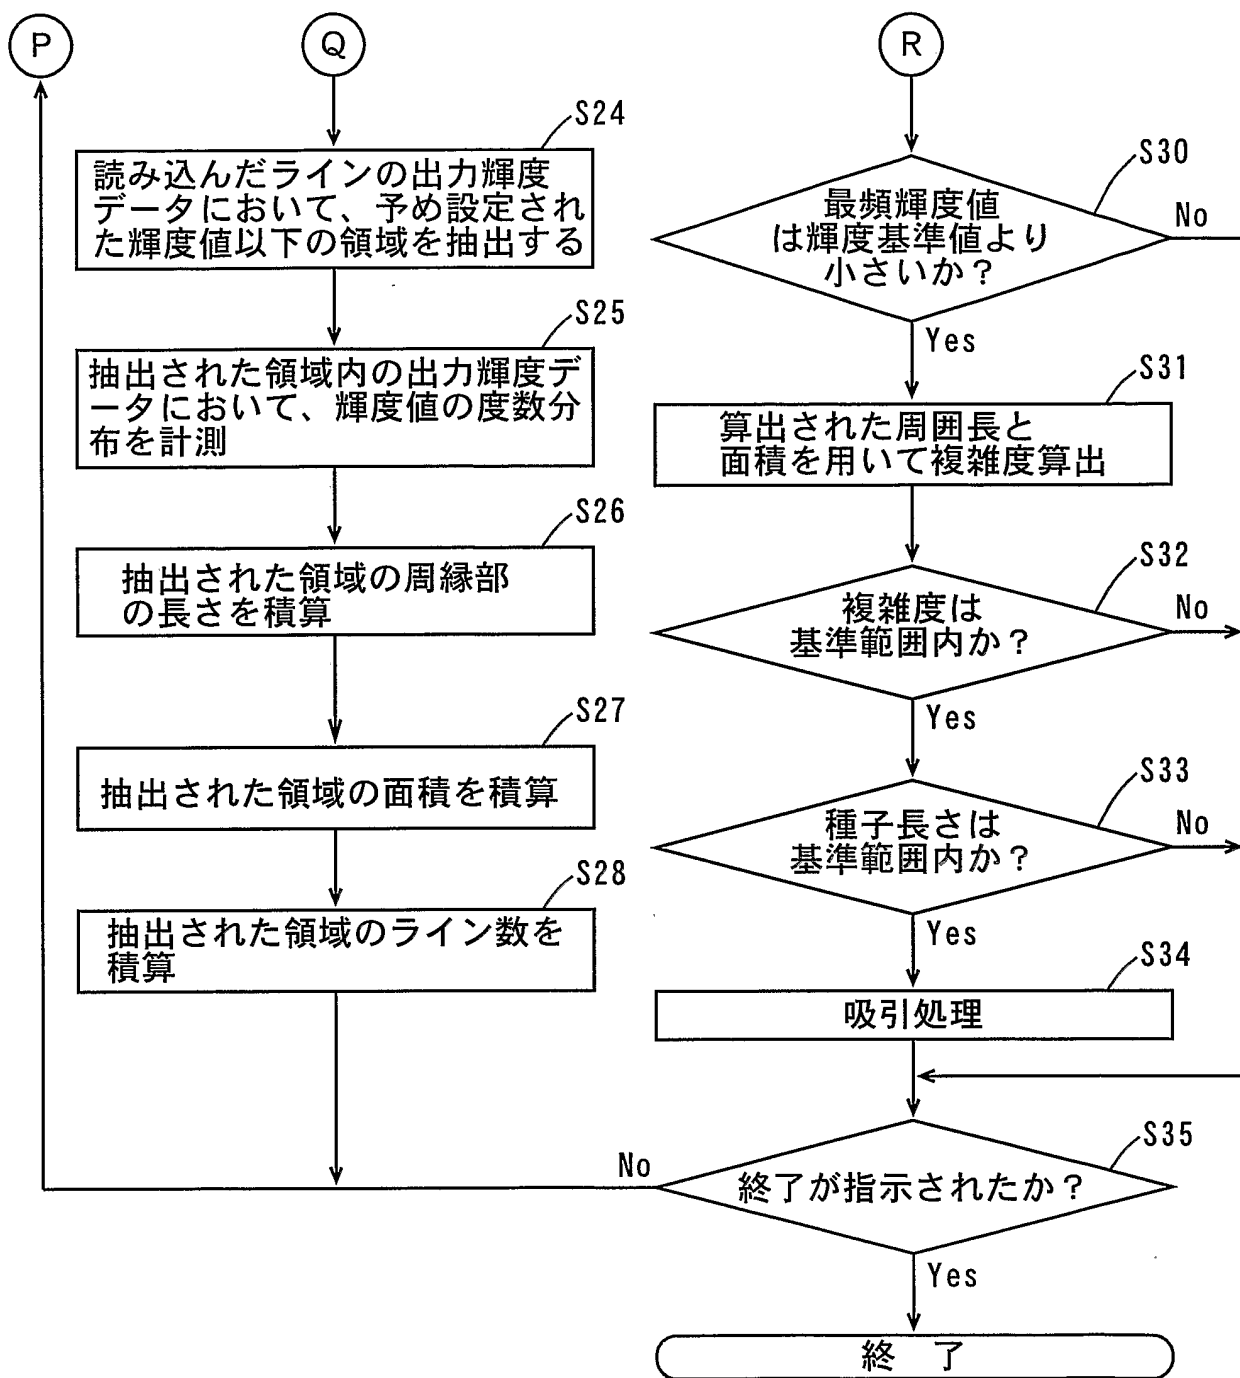 P
Q
R
S24
読み込んだラインの出力輝度
データにおいて、予め設定され
た輝度値以下の領域を抽出する
S25
抽出された領域内の出力輝度デ
ータにおいて、輝度値の度数分
布を計測
S26
抽出された領域の周縁部
の長さを積算
S27
抽出された領域の面積を積算
S28
抽出された領域のライン数を
積算
S30
最頻輝度値
は輝度基準値より
小さいか?
No
Yes
S31
算出された周囲長と
面積を用いて複雑度算出
S32
複雑度は
基準範囲内か?
No
Yes
S33
種子長さは
基準範囲内か?
No
Yes
S34
吸引処理
S35
終了が指示されたか?
No
Yes
終 了